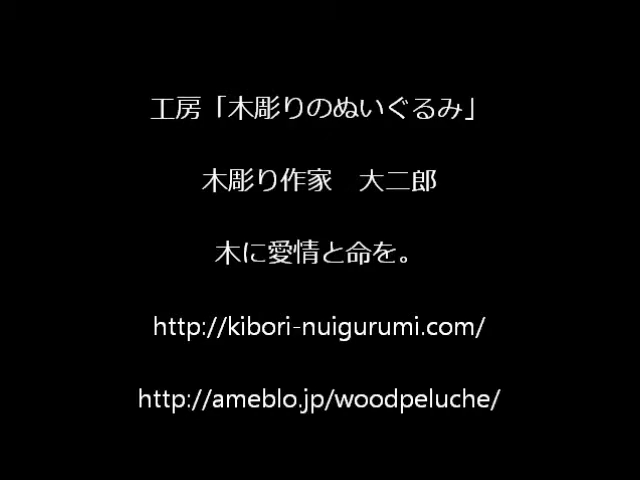 工房「木彫りのぬいぐるみ」
木彫り作家　大二郎
木に愛情と命を。
http://kibori-nuigurumi.com/
http://ameblo.jp/woodpeluche/